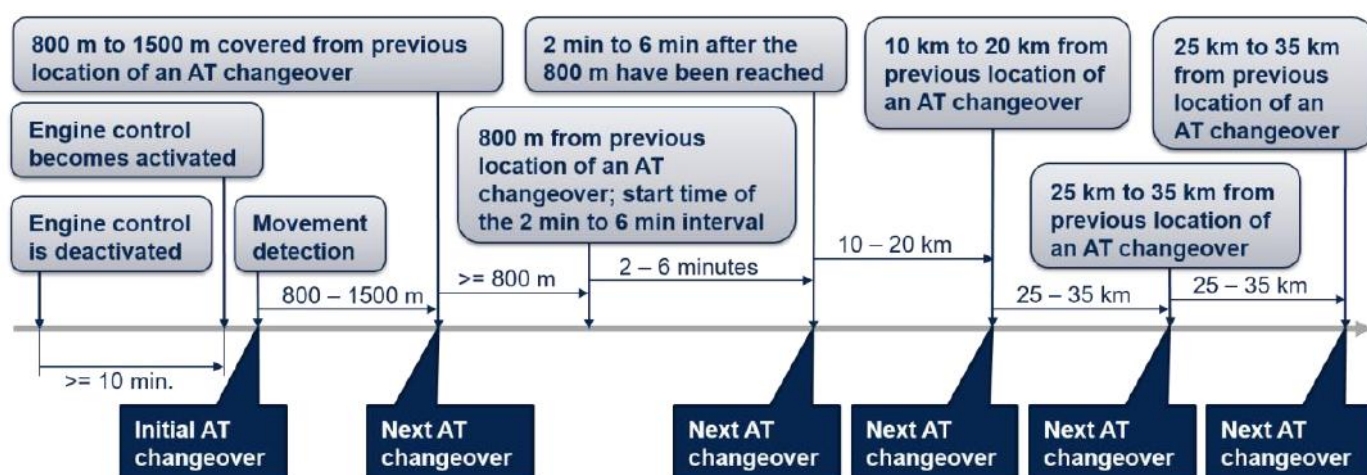 800 m to 1500 m covered from previous
location of an AT changeover
2 min to 6 min after the
800 m have been reached
10 km to 20 km from
previous location of
an AT changeover
25 km to 35 km
from previous
location of an
AT changeover
Engine control
becomes activated
800 m from previous
location of an AT
changeover; start time of
the 2 min to 6 min interval
25 km to 35 km from
previous location of
an AT changeover
Engine control
is deactivated
Movement
detection
800 – 1500 m
>= 800 m
2 – 6 minutes
10 – 20 km
25 – 35 km
25 – 35 km
>= 10 min.
Initial AT
changeover
Next AT
changeover
Next AT
changeover
Next AT
changeover
Next AT
changeover
Next AT
changeover